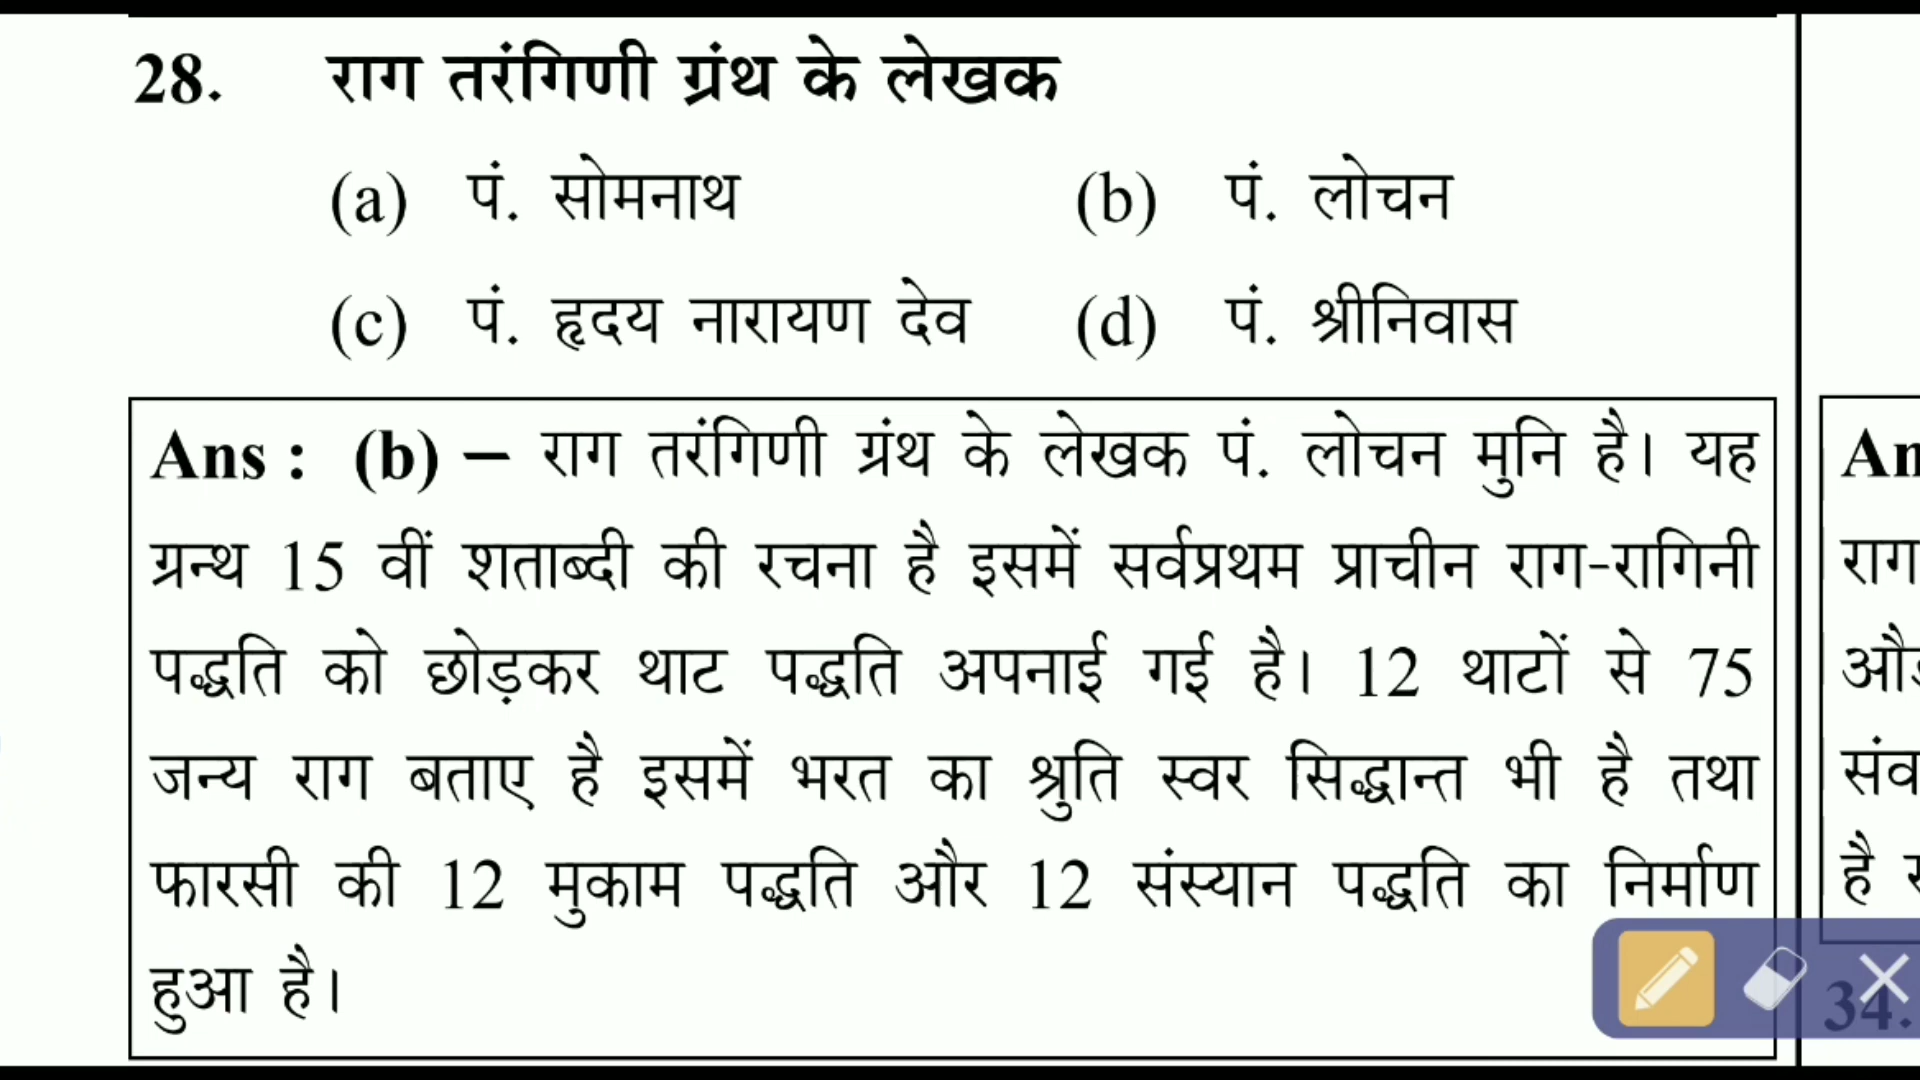 28. राग तरंगिणी ग्रंथ के लेखक
(a) पं. सोमनाथ (b) पं. लोचन
(c) पं. हृदय नारायण देव (d) पं. श्रीनिवास
Ans : (b) – राग तरंगिणी ग्रंथ के लेखक पं. लोचन मुनि है। यह
ग्रन्थ 15 वीं शताब्दी की रचना है इसमें सर्वप्रथम प्राचीन राग-रागिनी
पद्धति को छोड़कर थाट पद्धति अपनाई गई है। 12 थाटों से 75
जन्य राग बताए है इसमें भरत का श्रुति स्वर सिद्धान्त भी है तथा
फारसी की 12 मुकाम पद्धति और 12 संस्यान पद्धति का निर्माण
हुआ है।
राग
है
34.